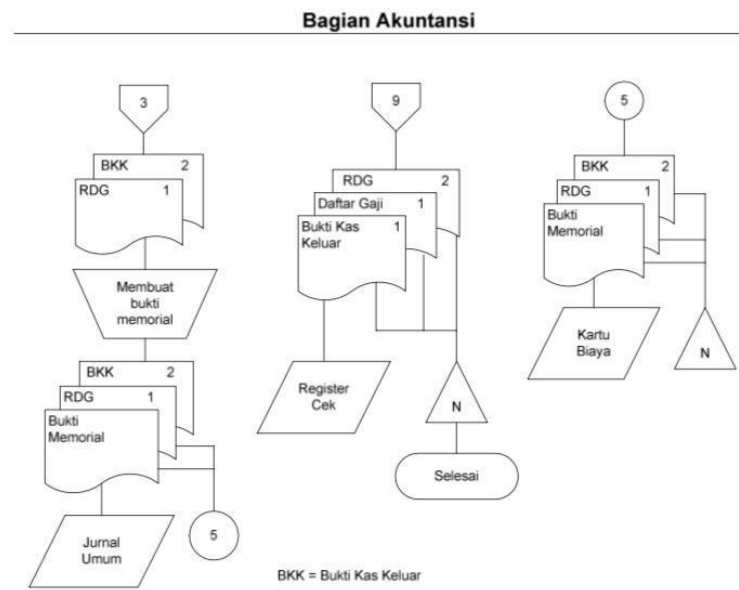 Bagian Akuntansi
3
BKK 2
RDG 1
Membuat
bukti
memorial
BKK 2
RDG 1
Bukti
Memorial
5
Jurnal
Umum
9
RDG 2
Daftar Gaji 1
Bukti Kas 1
Keluar
Register
Cek
N
Selesai
5
BKK 2
RDG 1
Bukti
Memorial
Kartu
Biaya
N
BKK = Bukti Kas Keluar